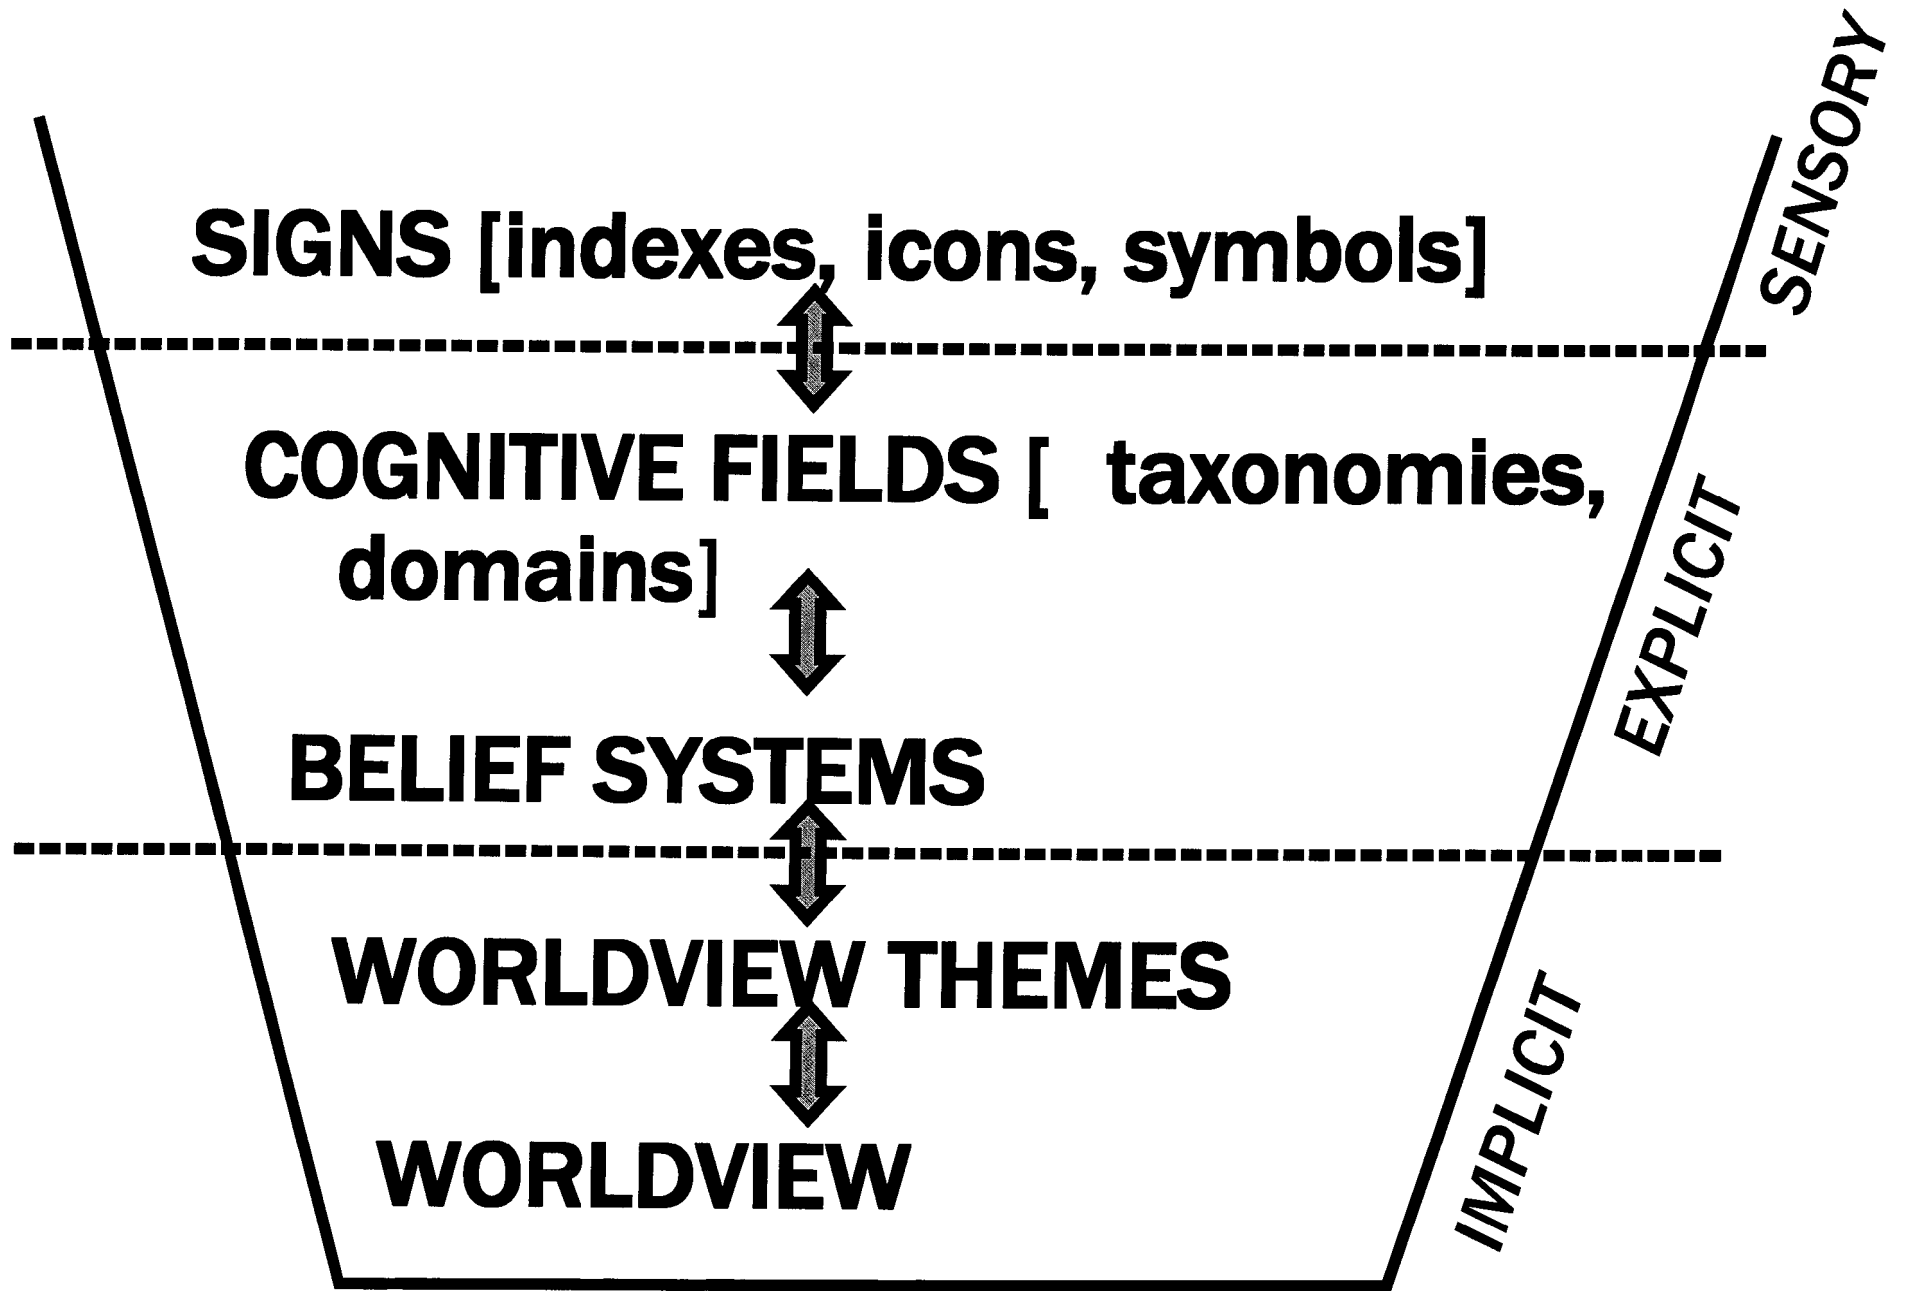 SENSORY
SIGNS [indexes, icons, symbols]
COGNITIVE FIELDS [ taxonomies,
domains]
EXPLICIT
BELIEF SYSTEMS
WORLDVIEW THEMES
IMPLICIT
WORLDVIEW